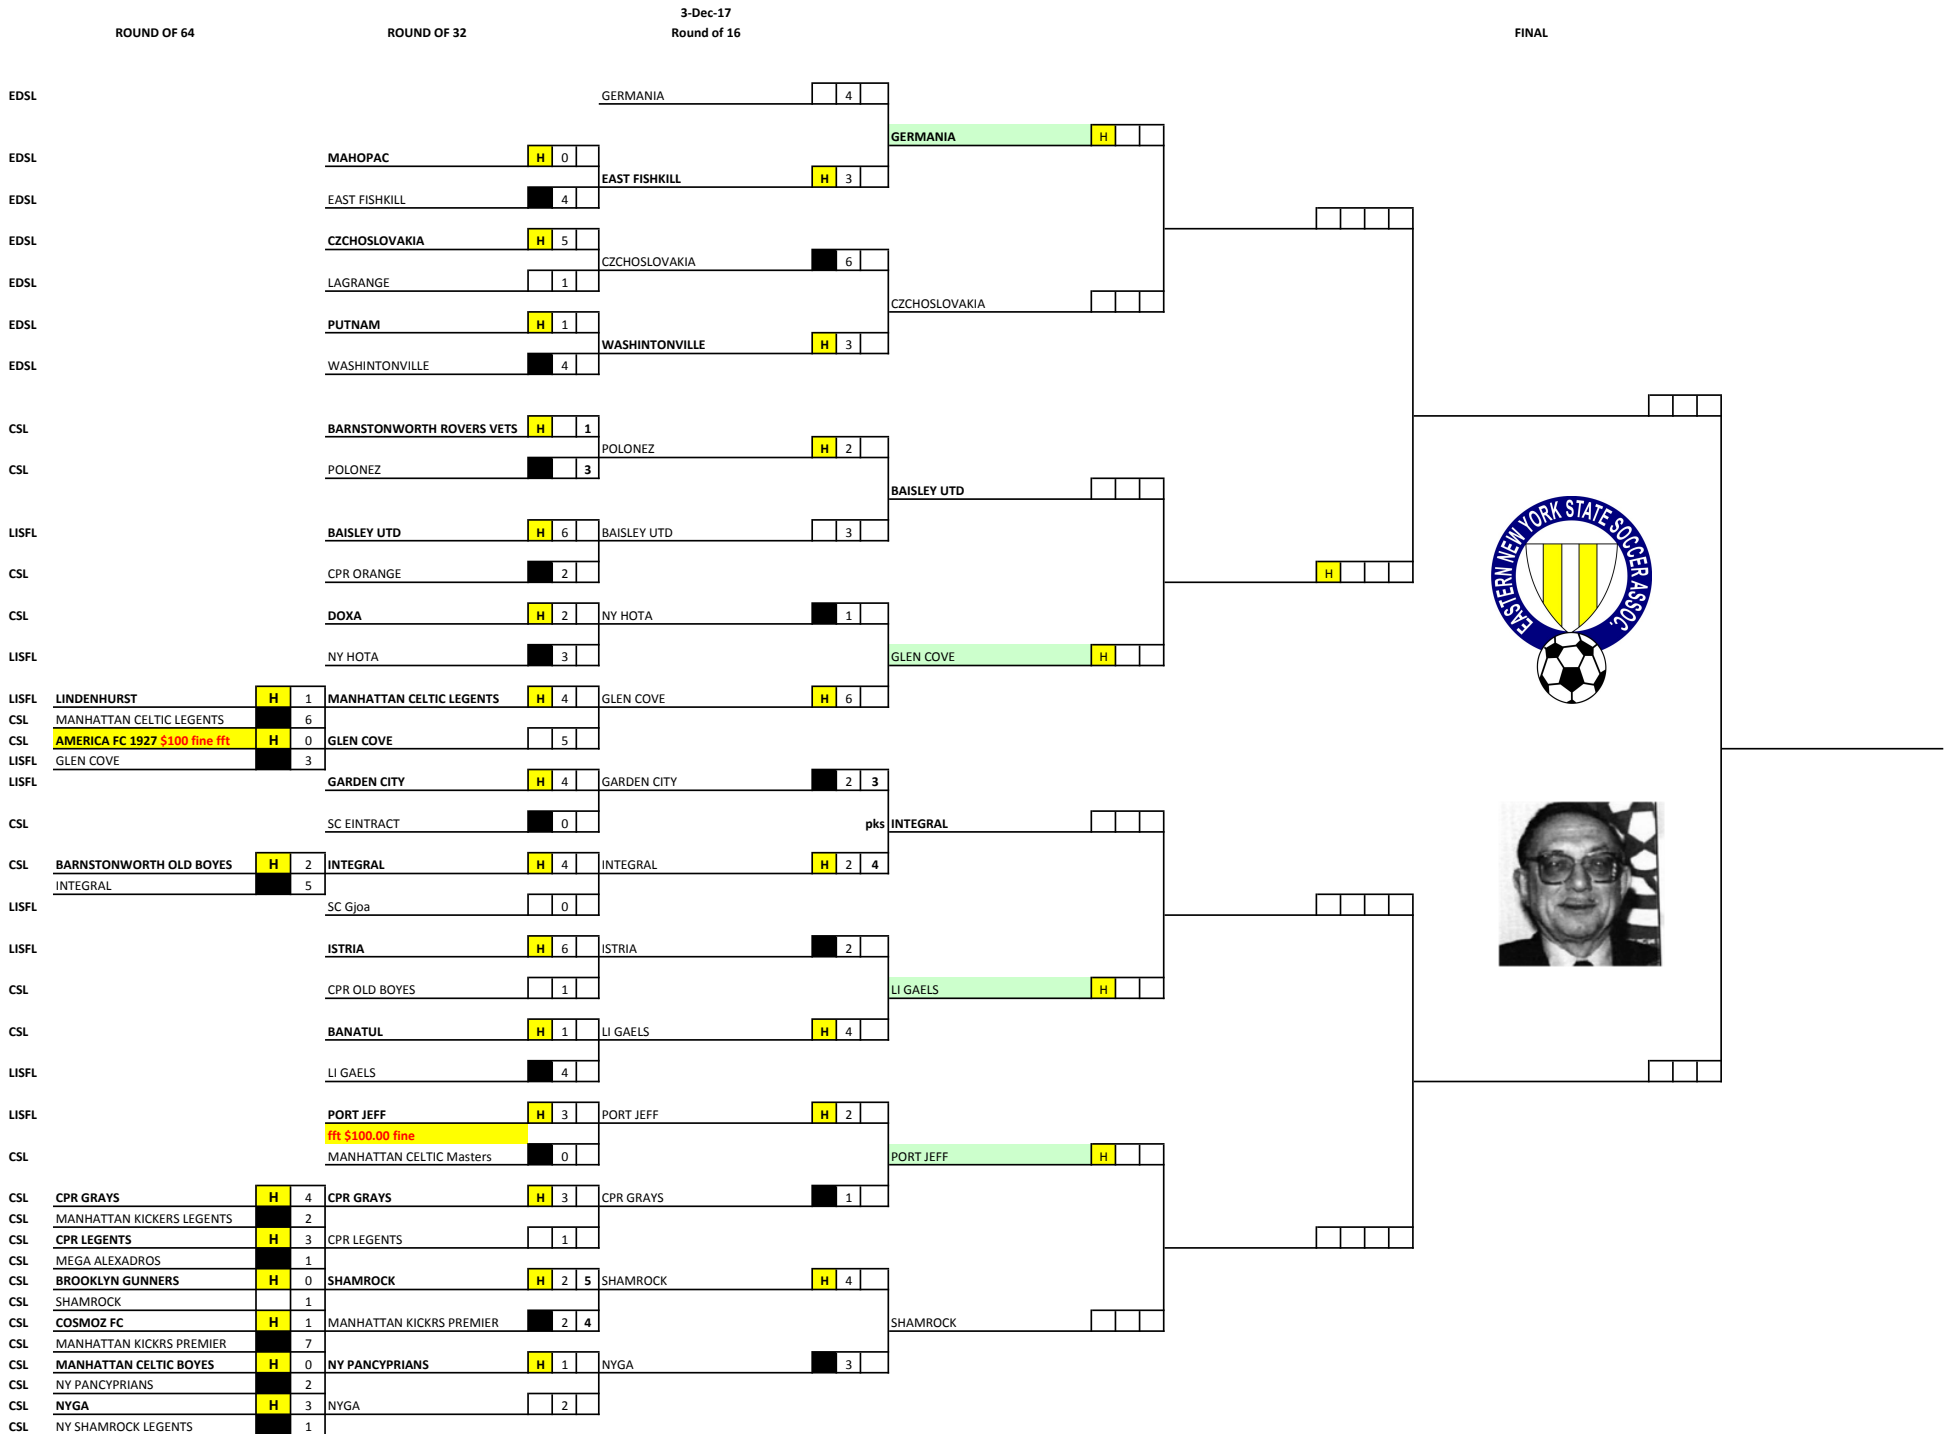 3-Dec-17
ROUND OF 64 ROUND OF 32 Round of 16 FINAL
EDSL GERMANIA 4
GERMANIA H
EDSL MAHOPAC H 0
EAST FISHKILL H 3
EDSL EAST FISHKILL 4
EDSL CZCHOSLOVAKIA H 5
CZCHOSLOVAKIA 6
EDSL LAGRANGE 1
CZCHOSLOVAKIA
EDSL PUTNAM H 1
WASHINTONVILLE H 3
EDSL WASHINTONVILLE 4
CSL BARNSTONWORTH ROVERS VETS H 1
POLONEZ H 2
CSL POLONEZ 3
BAISLEY UTD
LISFL BAISLEY UTD H 6 BAISLEY UTD 3
EASTERN NEW YORK STATE SOCCER ASSOC.
CSL CPR ORANGE 2 H
CSL DOXA H 2 NY HOTA 1
LISFL NY HOTA 3 GLEN COVE H
LISFL LINDENHURST H 1 MANHATTAN CELTIC LEGENTS H 4 GLEN COVE H 6
CSL MANHATTAN CELTIC LEGENTS 6
CSL AMERICA FC 1927 $100 fine fft H 0 GLEN COVE 5
LISFL GLEN COVE 3
LISFL GARDEN CITY H 4 GARDEN CITY 2 3
CSL SC EINTRACT 0 pks INTEGRAL
CSL BARNSTONWORTH OLD BOYES H 2 INTEGRAL H 4 INTEGRAL H 2 4
INTEGRAL 5
LISFL SC Gjoa 0
LISFL ISTRIA H 6 ISTRIA 2
CSL CPR OLD BOYES 1 LI GAELS H
CSL BANATUL H 1 LI GAELS H 4
LISFL LI GAELS 4
LISFL PORT JEFF H 3 PORT JEFF H 2
fft $100.00 fine
CSL MANHATTAN CELTIC Masters 0 PORT JEFF H
CSL CPR GRAYS H 4 CPR GRAYS H 3 CPR GRAYS 1
CSL MANHATTAN KICKERS LEGENTS 2
CSL CPR LEGENTS H 3 CPR LEGENTS 1
CSL MEGA ALEXADROS 1
CSL BROOKLYN GUNNERS H 0 SHAMROCK H 2 5 SHAMROCK H 4
CSL SHAMROCK 1
CSL COSMOZ FC H 1 MANHATTAN KICKRS PREMIER 2 4 SHAMROCK
CSL MANHATTAN KICKRS PREMIER 7
CSL MANHATTAN CELTIC BOYES H 0 NY PANCYPRIANS H 1 NYGA 3
CSL NY PANCYPRIANS 2
CSL NYGA H 3 NYGA 2
CSL NY SHAMROCK LEGENTS 1